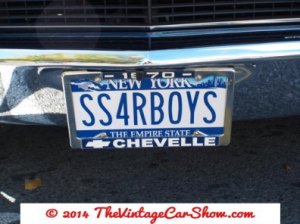 1970
NEW YORK
SS4RBOYS
THE EMPIRE STATE
CHEVELLE
© 2014 TheVintageCarShow.com